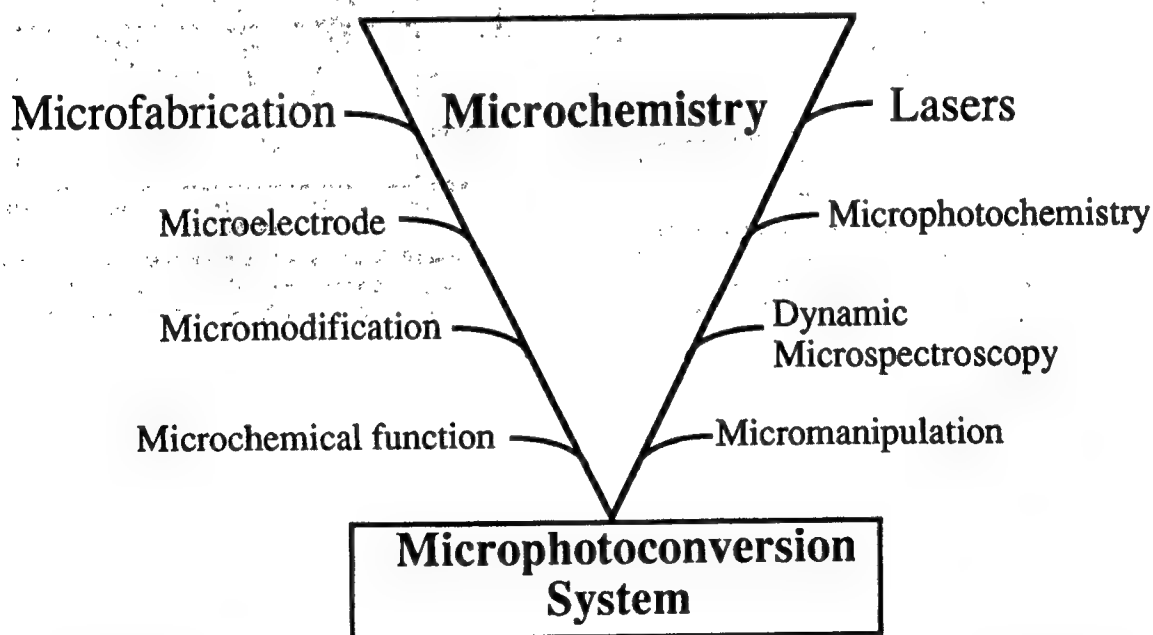 Microfabrication
Microchemistry
Lasers
Microelectrode
Microphotochemistry
Micromodification
Dynamic
Microspectroscopy
Microchemical function
Micromanipulation
Microphotoconversion
System